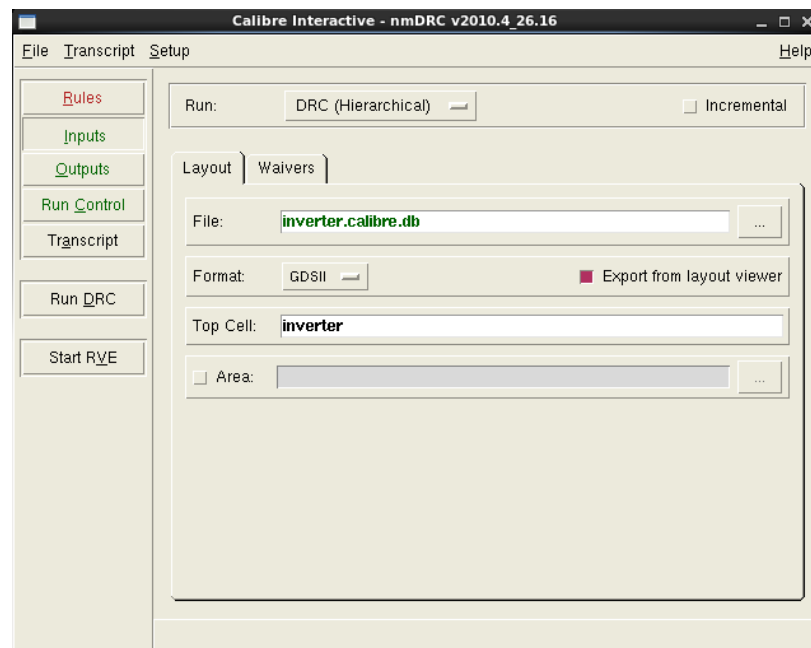 Calibre Interactive - nmDRC v2010.4_26.16
File Transcript Setup Help
Rules
Inputs
Outputs
Run Control
Transcript
Run DRC
Start RVE
Run: DRC (Hierarchical) Incremental
Layout Waivers
File: inverter.calibre.db ...
Format: GDSII Export from layout viewer
Top Cell: inverter
Area: ...